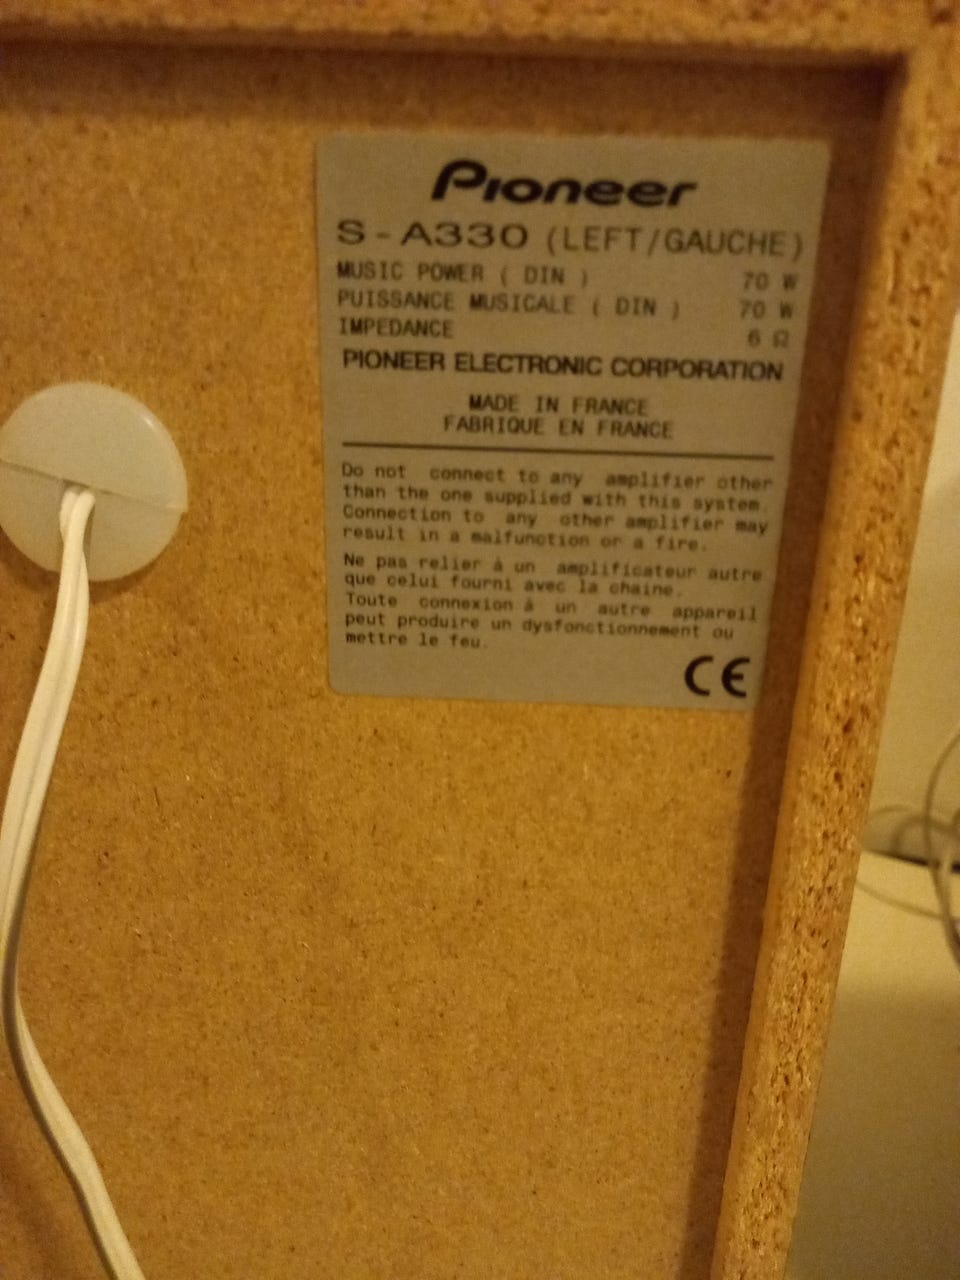 Pioneer
S-A330 (LEFT/GAUCHE)
MUSIC POWER ( DIN ) 70 W
PUISSANCE MUSICALE ( DIN ) 70 W
IMPEDANCE 6 Ω
PIONEER ELECTRONIC CORPORATION
MADE IN FRANCE
FABRIQUE EN FRANCE
Do not connect to any amplifier other
than the one supplied with this system.
Connection to any other amplifier may
result in a malfunction or a fire.
Ne pas relier à un amplificateur autre
que celui fourni avec la chaine.
Toute connexion à un autre appareil
peut produire un dysfonctionnement ou
mettre le feu.
CE